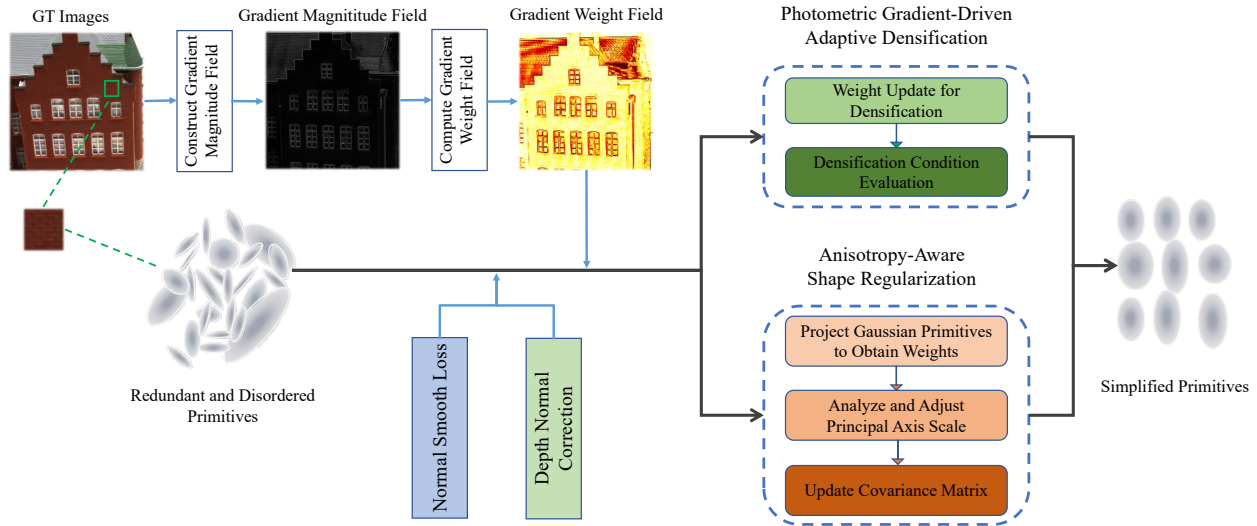 GT Images
Construct Gradient
Magnitude Field
Gradient Magnititude Field
Compute Gradient
Weight Field
Gradient Weight Field
Photometric Gradient-Driven
Adaptive Densification
Weight Update for
Densification
Densification Condition
Evaluation
Redundant and Disordered
Primitives
Normal Smooth Loss
Depth Normal
Correction
Anisotropy-Aware
Shape Regularization
Project Gaussian Primitives
to Obtain Weights
Analyze and Adjust
Principal Axis Scale
Update Covariance Matrix
Simplified Primitives